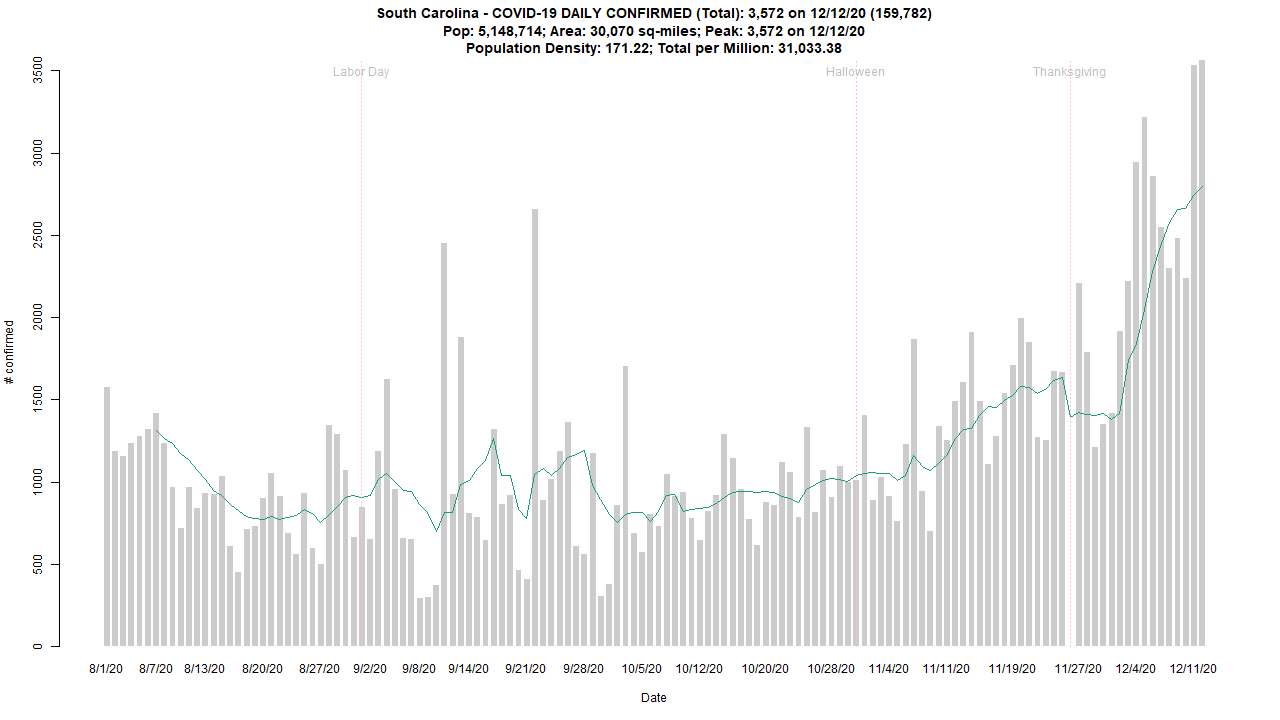 South Carolina - COVID-19 DAILY CONFIRMED (Total): 3,572 on 12/12/20 (159,782)
Pop: 5,148,714; Area: 30,070 sq-miles; Peak: 3,572 on 12/12/20
Population Density: 171.22; Total per Million: 31,033.38
Labor Day Halloween Thanksgiving
3500
3000
2500
2000
1500
1000
500
0
# confirmed
8/1/20 8/7/20 8/13/20 8/20/20 8/27/20 9/2/20 9/8/20 9/14/20 9/21/20 9/28/20 10/5/20 10/12/20 10/20/20 10/28/20 11/4/20 11/11/20 11/19/20 11/27/20 12/4/20 12/11/20
Date